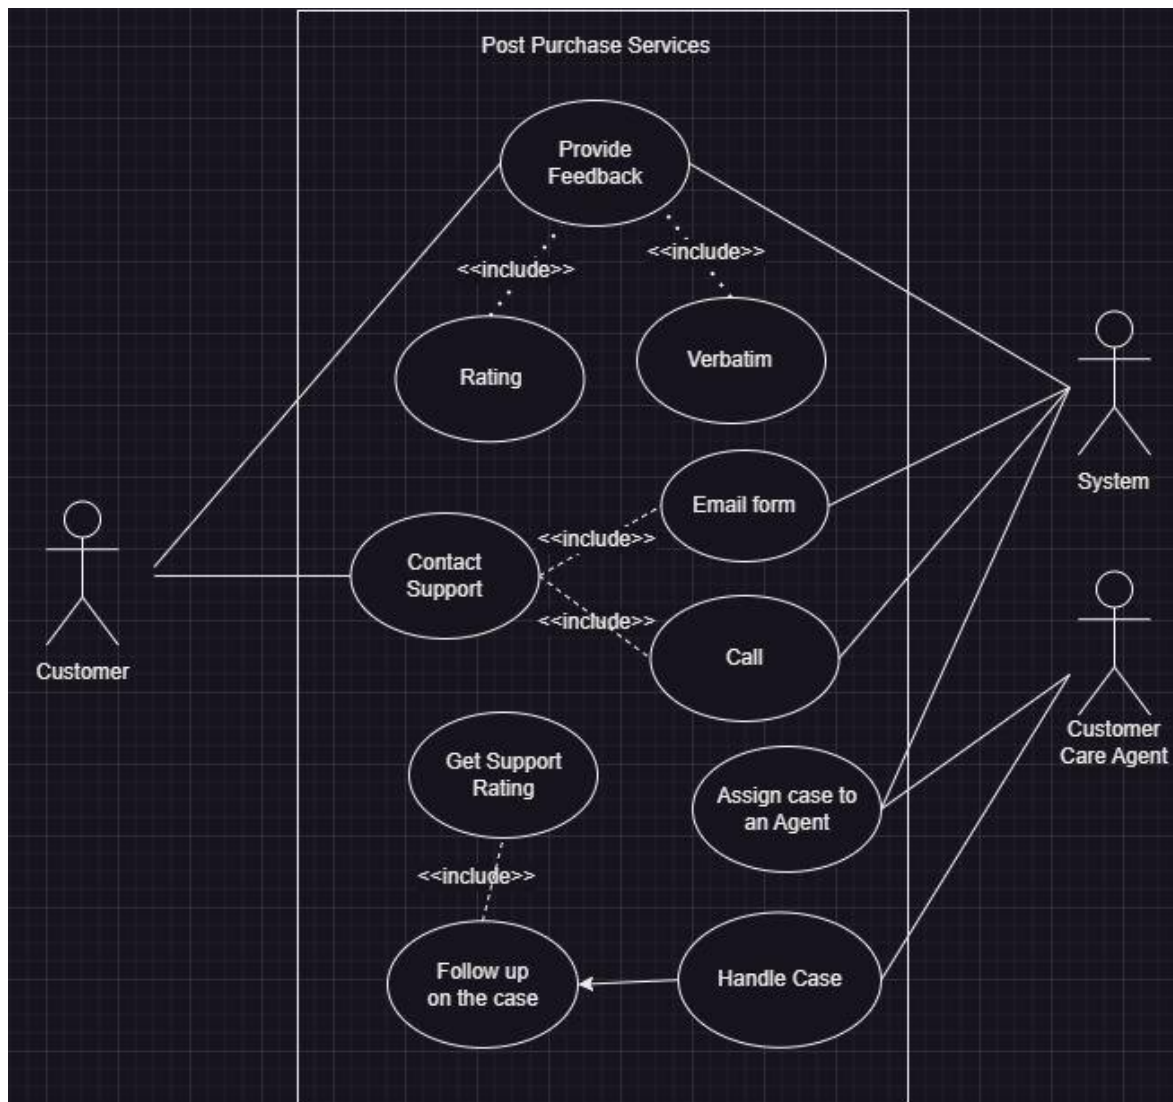 Post Purchase Services
Provide
Feedback
<<include>>
<<include>>
Rating
Verbatim
System
Email form
<<include>>
Contact
Support
<<include>>
Call
Customer
Customer
Care Agent
Get Support
Rating
Assign case to
an Agent
<<include>>
Follow up
on the case
Handle Case